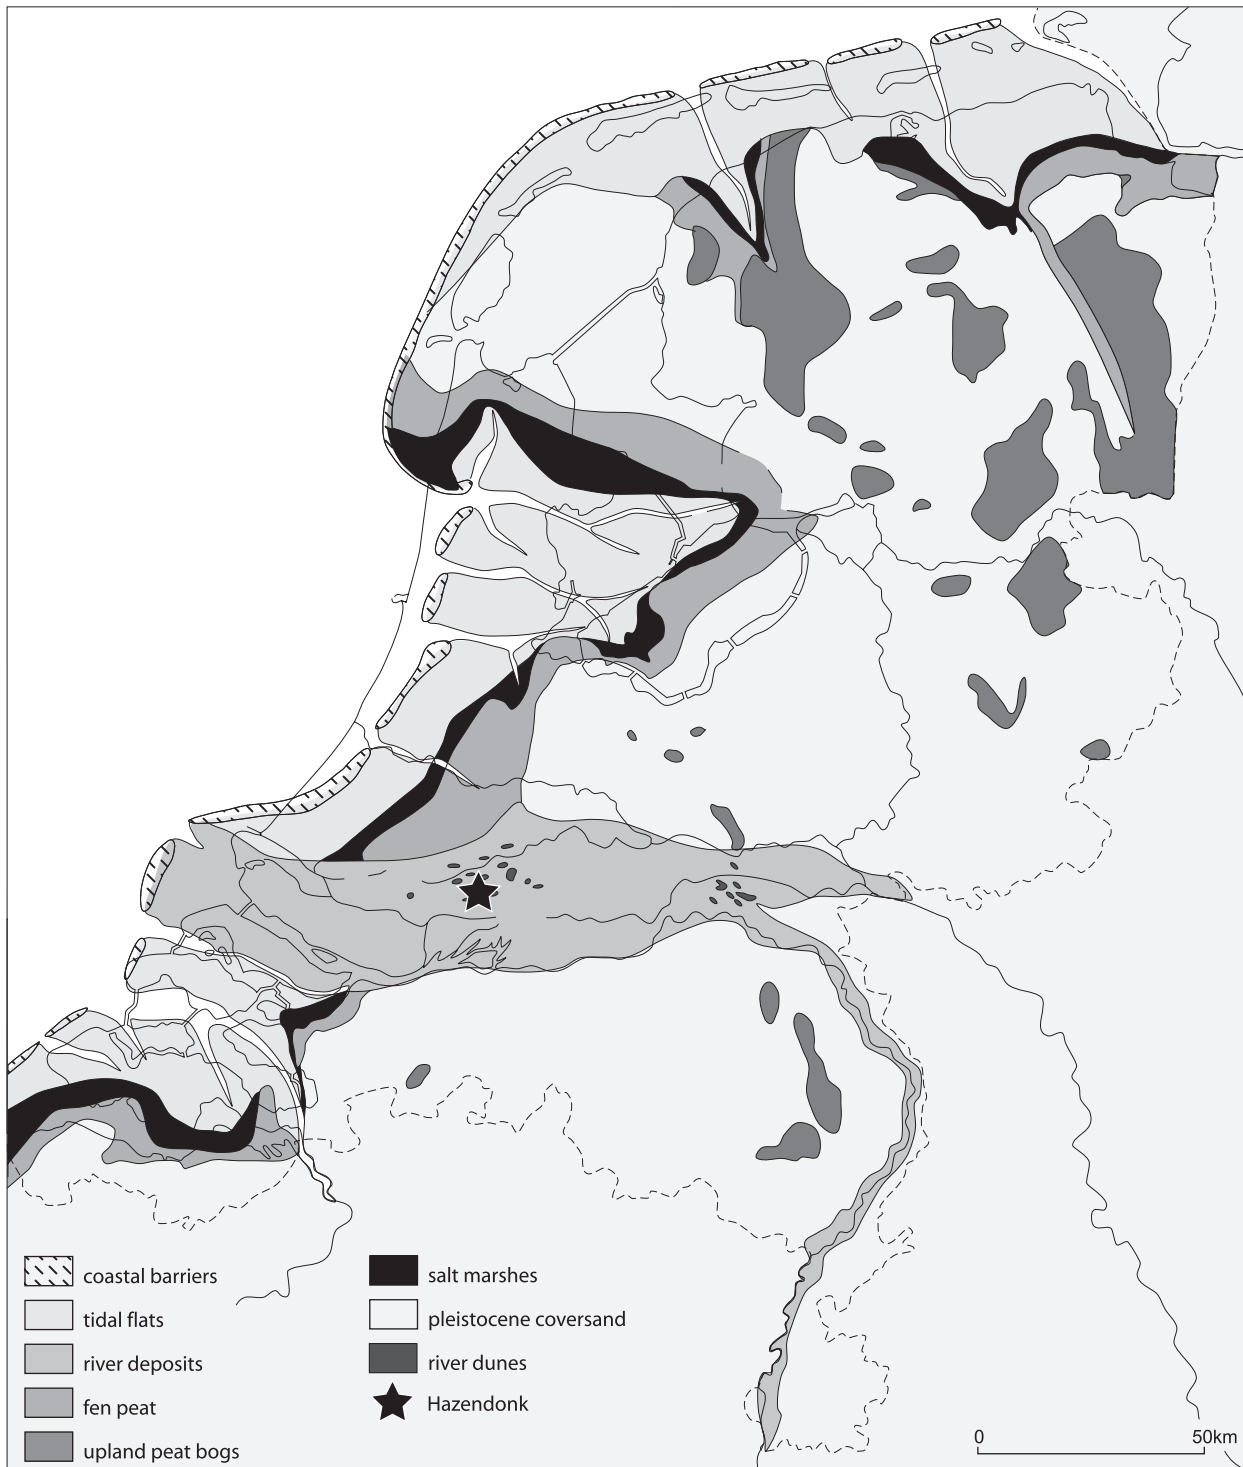 coastal barriers
tidal flats
river deposits
fen peat
upland peat bogs
salt marshes
pleistocene coversand
river dunes
Hazendonk
0 50km